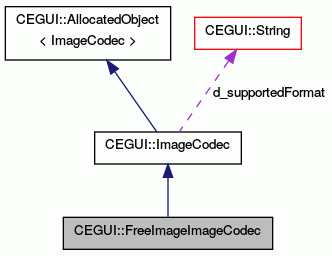 CEGUI::AllocatedObject
< ImageCodec >
CEGUI::String
d_supportedFormat
CEGUI::ImageCodec
CEGUI::FreeImageImageCodec